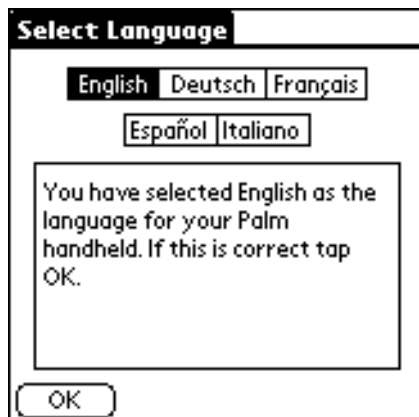 Select Language
English Deutsch Français
Español Italiano
You have selected English as the
language for your Palm
handheld. If this is correct tap
OK.
OK